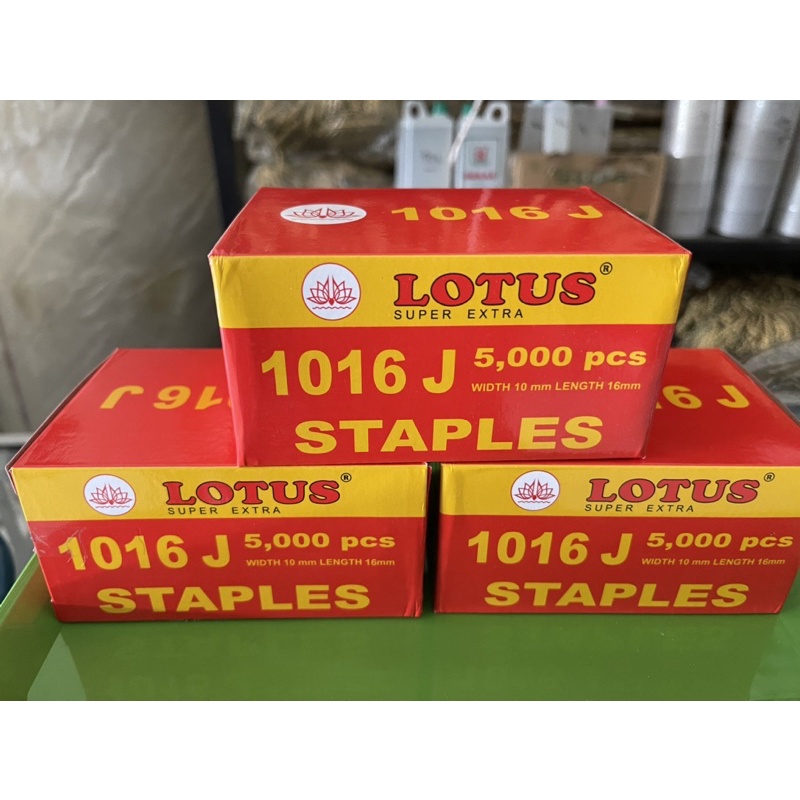 1016 J
LOTUS®
SUPER EXTRA
1016 J 5,000 pcs
WIDTH 10 mm LENGTH 16mm
STAPLES
16 J
LOTUS®
SUPER EXTRA
1016 J 5,000 pcs
WIDTH 10 mm LENGTH 16mm
STAPLES
16 J
LOTUS®
SUPER EXTRA
1016 J 5,000 pcs
WIDTH 10 mm LENGTH 16mm
STAPLES